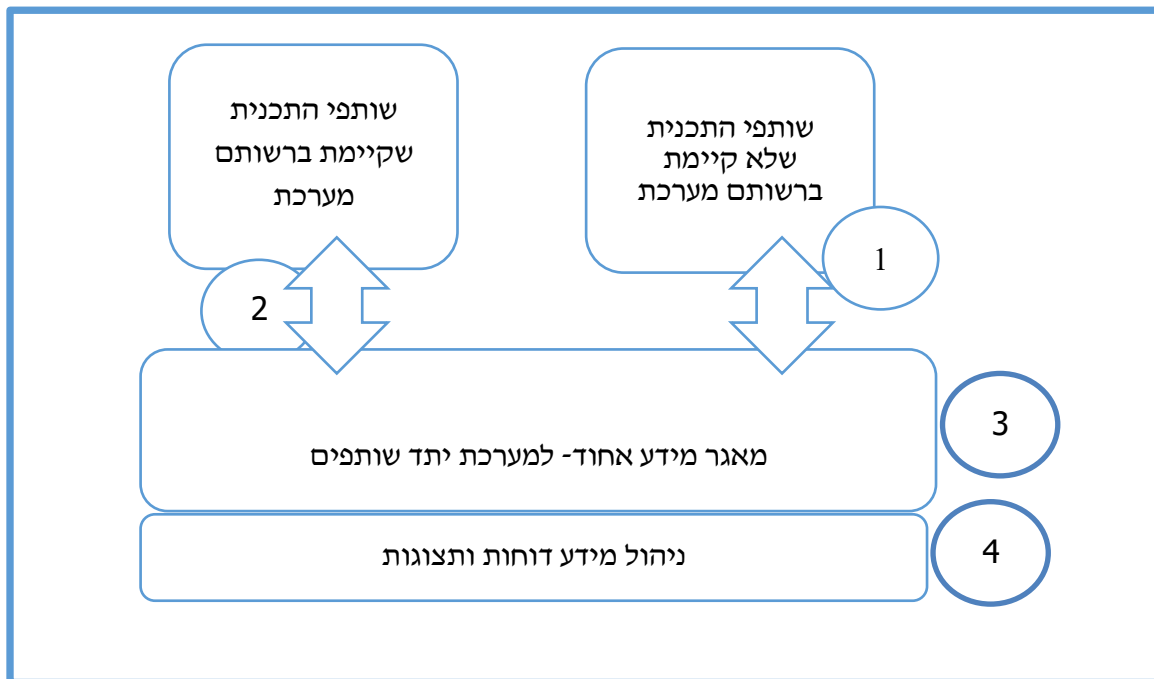 שותפי התכנית
שלא קיימת
ברשותם מערכת
1
שותפי התכנית
שקיימת ברשותם
מערכת
2
מאגר מידע אחוד- למערכת יתד שותפים
3
ניהול מידע דוחות ותצוגות
4